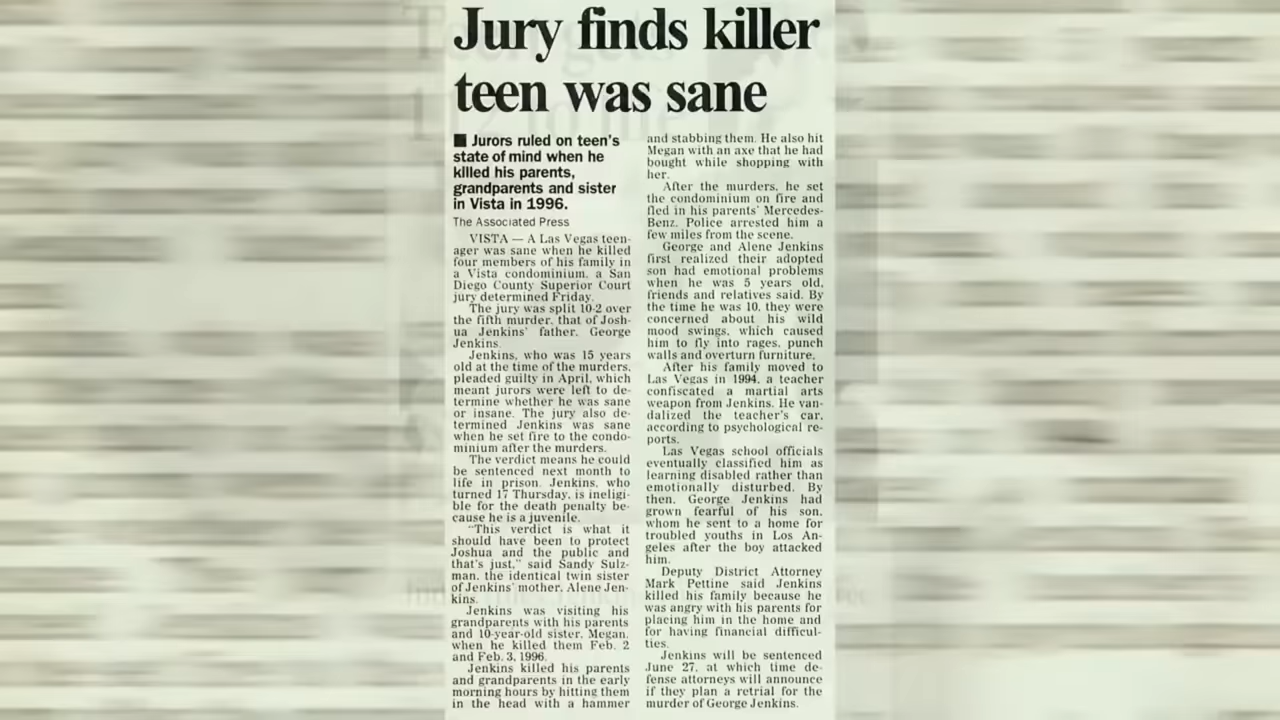 Jury finds killer
teen was sane
■ Jurors ruled on teen's
state of mind when he
killed his parents,
grandparents and sister
in Vista in 1996.
The Associated Press
VISTA — A Las Vegas teen-
ager was sane when he killed
four members of his family in
a Vista condominium, a San
Diego County Superior Court
jury determined Friday.
The jury was split 10-2 over
the fifth murder, that of Josh-
ua Jenkins' father, George
Jenkins.
Jenkins, who was 15 years
old at the time of the murders,
pleaded guilty in April, which
meant jurors were left to de-
termine whether he was sane
or insane. The jury also de-
termined Jenkins was sane
when he set fire to the condo-
minium after the murders.
The verdict means he could
be sentenced next month to
life in prison. Jenkins, who
turned 17 Thursday, is ineligi-
ble for the death penalty be-
cause he is a juvenile.
"This verdict is what it
should have been to protect
Joshua and the public and
that's just," said Sandy Sulz-
man, the identical twin sister
of Jenkins' mother, Alene Jen-
kins.
Jenkins was visiting his
grandparents with his parents
and 10-year-old sister, Megan,
when he killed them Feb. 2
and Feb. 3, 1996.
Jenkins killed his parents
and grandparents in the early
morning hours by hitting them
in the head with a hammer
and stabbing them. He also hit
Megan with an axe that he had
bought while shopping with
her.
After the murders, he set
the condominium on fire and
fled in his parents' Mercedes-
Benz. Police arrested him a
few miles from the scene.
George and Alene Jenkins
first realized their adopted
son had emotional problems
when he was 5 years old,
friends and relatives said. By
the time he was 10, they were
concerned about his wild
mood swings, which caused
him to fly into rages, punch
walls and overturn furniture.
After his family moved to
Las Vegas in 1994, a teacher
confiscated a martial arts
weapon from Jenkins. He van-
dalized the teacher's car,
according to psychological re-
ports.
Las Vegas school officials
eventually classified him as
learning disabled rather than
emotionally disturbed. By
then, George Jenkins had
grown fearful of his son,
whom he sent to a home for
troubled youths in Los An-
geles after the boy attacked
him.
Deputy District Attorney
Mark Pettine said Jenkins
killed his family because he
was angry with his parents for
placing him in the home and
for having financial difficul-
ties.
Jenkins will be sentenced
June 27, at which time de-
fense attorneys will announce
if they plan a retrial for the
murder of George Jenkins.